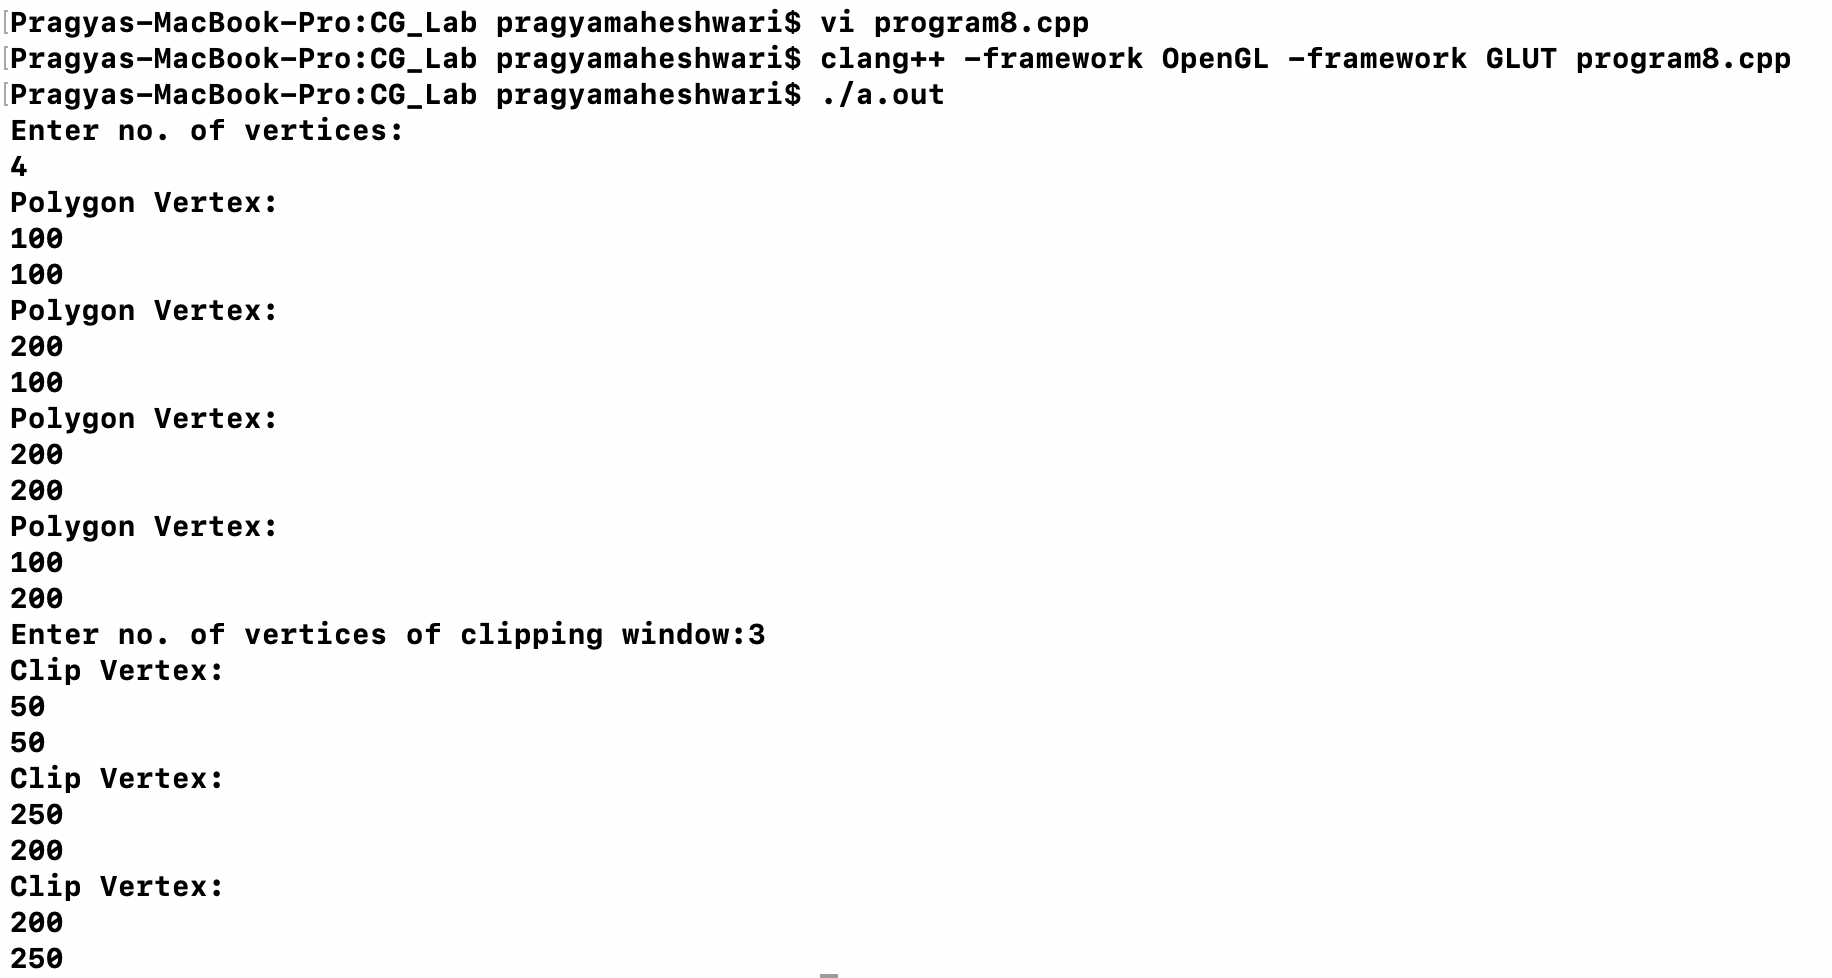 [Pragyas-MacBook-Pro:CG_Lab pragyamaheshwari$ vi program8.cpp
[Pragyas-MacBook-Pro:CG_Lab pragyamaheshwari$ clang++ -framework OpenGL -framework GLUT program8.cpp
[Pragyas-MacBook-Pro:CG_Lab pragyamaheshwari$ ./a.out
Enter no. of vertices:
4
Polygon Vertex:
100
100
Polygon Vertex:
200
100
Polygon Vertex:
200
200
Polygon Vertex:
100
200
Enter no. of vertices of clipping window:3
Clip Vertex:
50
50
Clip Vertex:
250
200
Clip Vertex:
200
250